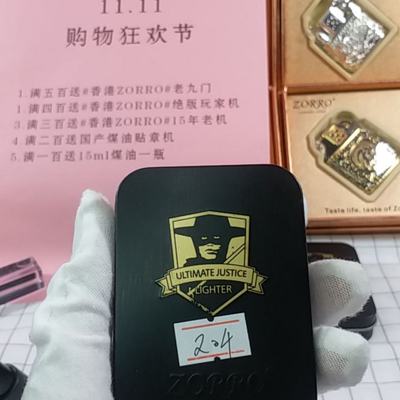 11.11
购物狂欢节
1.满五百送#香港ZORRO#老九门
1.满四百送#香港ZORRO#绝版玩家机
3.满三百送#香港ZORRO#15年老机
4.满二百送国产煤油贴章机
5.满一百送15ml煤油一瓶
ZORRO
Taste life, taste of Zo
ULTIMATE JUSTICE
LIGHTER
204
ZORRO